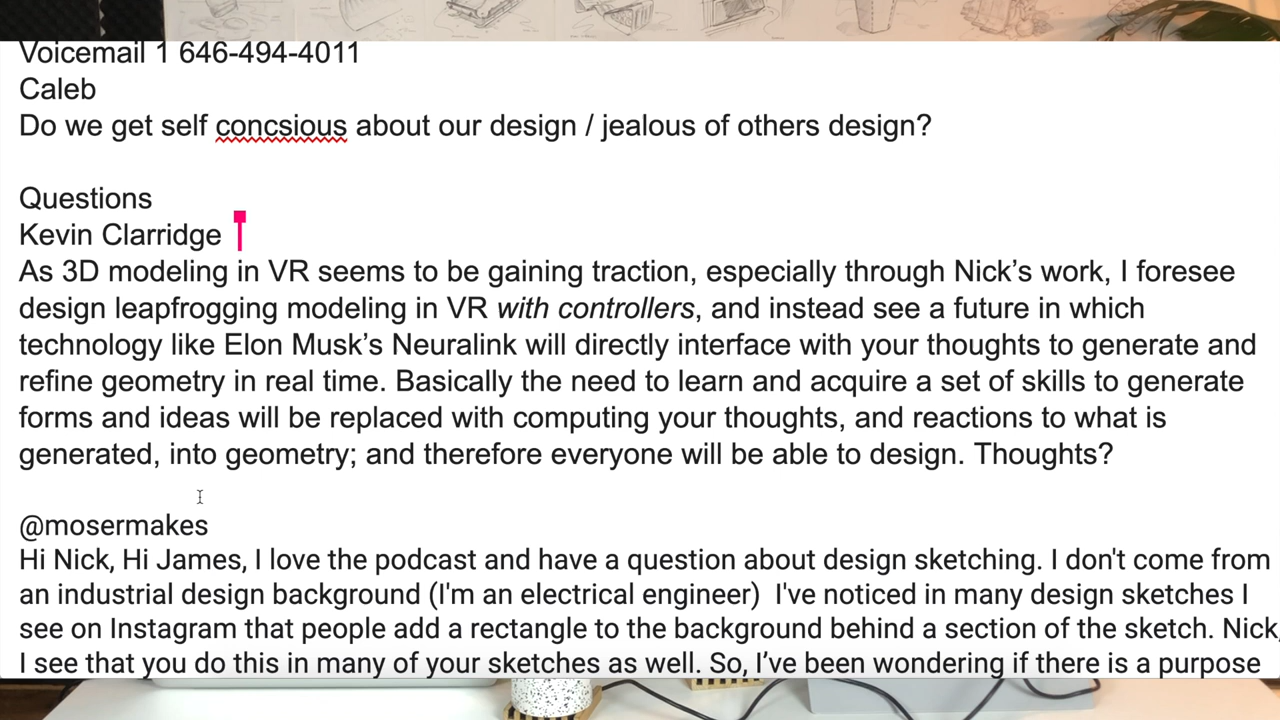 Voicemail 1 646-494-4011
Caleb
Do we get self concsious about our design / jealous of others design?
Questions
Kevin Clarridge
As 3D modeling in VR seems to be gaining traction, especially through Nick's work, I foresee
design leapfrogging modeling in VR with controllers, and instead see a future in which
technology like Elon Musk's Neuralink will directly interface with your thoughts to generate and
refine geometry in real time. Basically the need to learn and acquire a set of skills to generate
forms and ideas will be replaced with computing your thoughts, and reactions to what is
generated, into geometry; and therefore everyone will be able to design. Thoughts?
@mosermakes
Hi Nick, Hi James, I love the podcast and have a question about design sketching. I don't come from
an industrial design background (I'm an electrical engineer)  I've noticed in many design sketches I
see on Instagram that people add a rectangle to the background behind a section of the sketch. Nick,
I see that you do this in many of your sketches as well. So, I've been wondering if there is a purpose